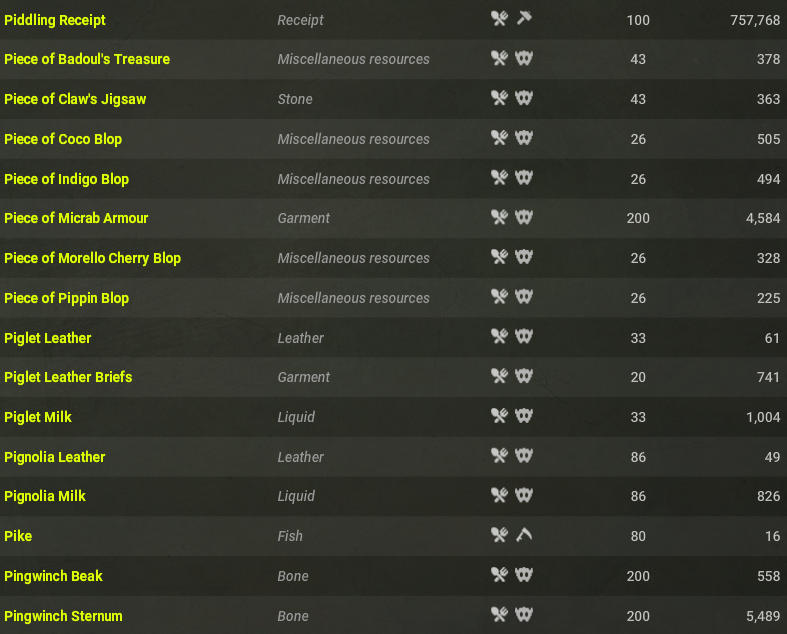 Piddling Receipt Receipt 100 757,768
Piece of Badoul's Treasure Miscellaneous resources 43 378
Piece of Claw's Jigsaw Stone 43 363
Piece of Coco Blop Miscellaneous resources 26 505
Piece of Indigo Blop Miscellaneous resources 26 494
Piece of Micrab Armour Garment 200 4,584
Piece of Morello Cherry Blop Miscellaneous resources 26 328
Piece of Pippin Blop Miscellaneous resources 26 225
Piglet Leather Leather 33 61
Piglet Leather Briefs Garment 20 741
Piglet Milk Liquid 33 1,004
Pignolia Leather Leather 86 49
Pignolia Milk Liquid 86 826
Pike Fish 80 16
Pingwinch Beak Bone 200 558
Pingwinch Sternum Bone 200 5,489